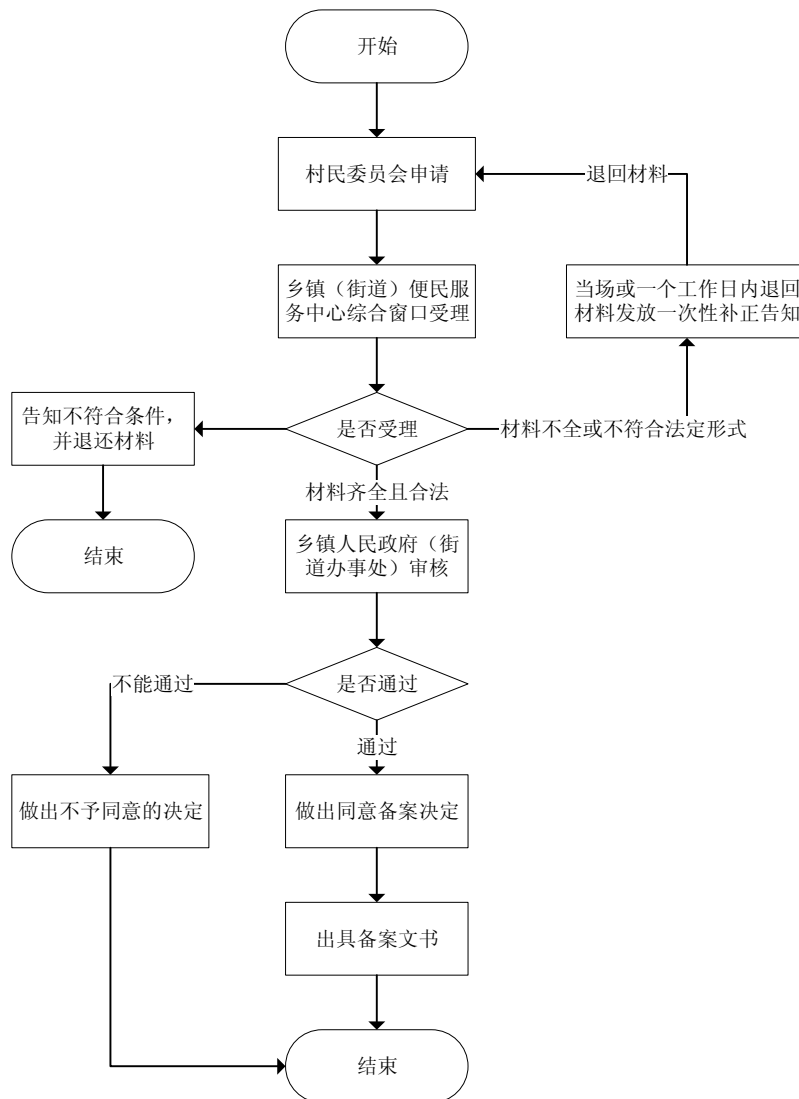 开始
村民委员会申请
退回材料
乡镇（街道）便民服
务中心综合窗口受理
当场或一个工作日内退回
材料发放一次性补正告知
告知不符合条件，
并退还材料
是否受理
材料不全或不符合法定形式
材料齐全且合法
结束
乡镇人民政府（街
道办事处）审核
不能通过
是否通过
通过
做出不予同意的决定
做出同意备案决定
出具备案文书
结束